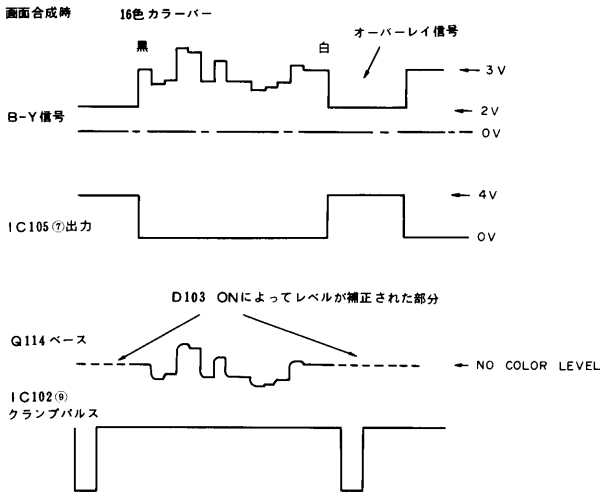 画面合成時 16色カラーバー
オーバーレイ信号
黒 白
3V
2V
B-Y信号
0V
4V
IC105⑦出力
0V
D103 ONによってレベルが補正された部分
Q114ベース
NO COLOR LEVEL
IC102⑨
クランプパルス